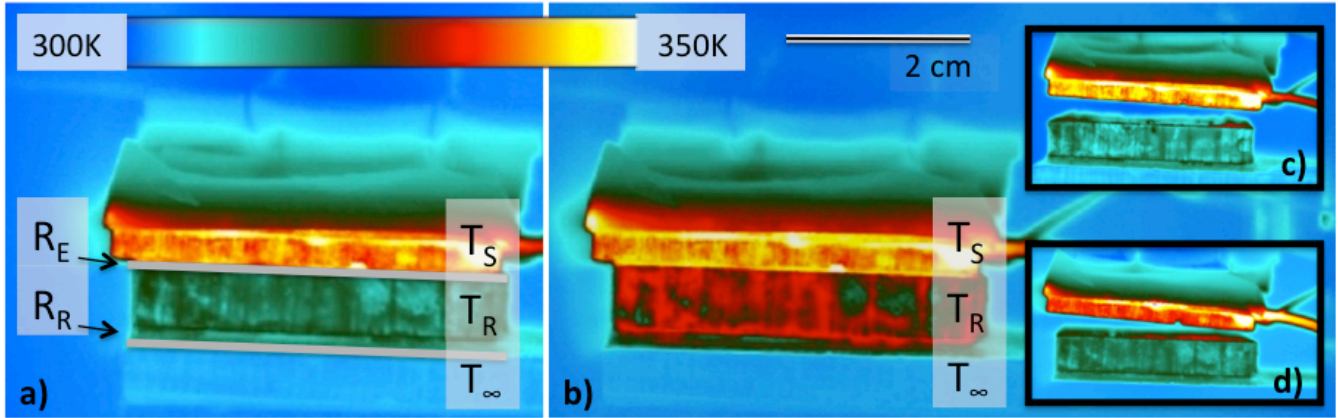 300K
350K
2 cm
c)
R_E
T_S
T_S
R_R
T_R
T_R
a)
T_∞
b)
T_∞
d)